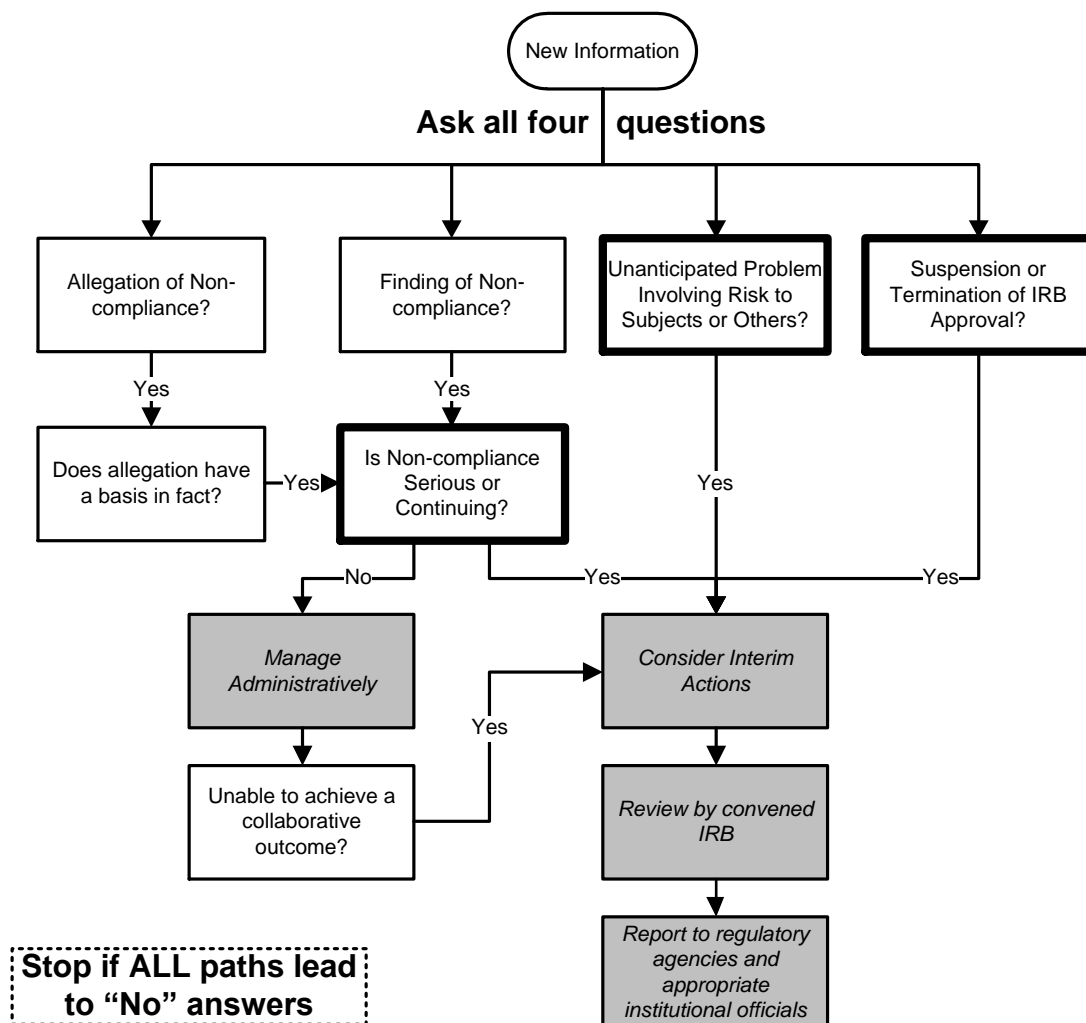 New Information
Ask all four questions
Allegation of Non-
compliance?
Finding of Non-
compliance?
Unanticipated Problem
Involving Risk to
Subjects or Others?
Suspension or
Termination of IRB
Approval?
Yes
Yes
Does allegation have
a basis in fact?
Yes
Is Non-compliance
Serious or
Continuing?
Yes
No
Yes
Yes
Manage
Administratively
Consider Interim
Actions
Yes
Unable to achieve a
collaborative
outcome?
Review by convened
IRB
Report to regulatory
agencies and
appropriate
institutional officials
Stop if ALL paths lead
to “No” answers